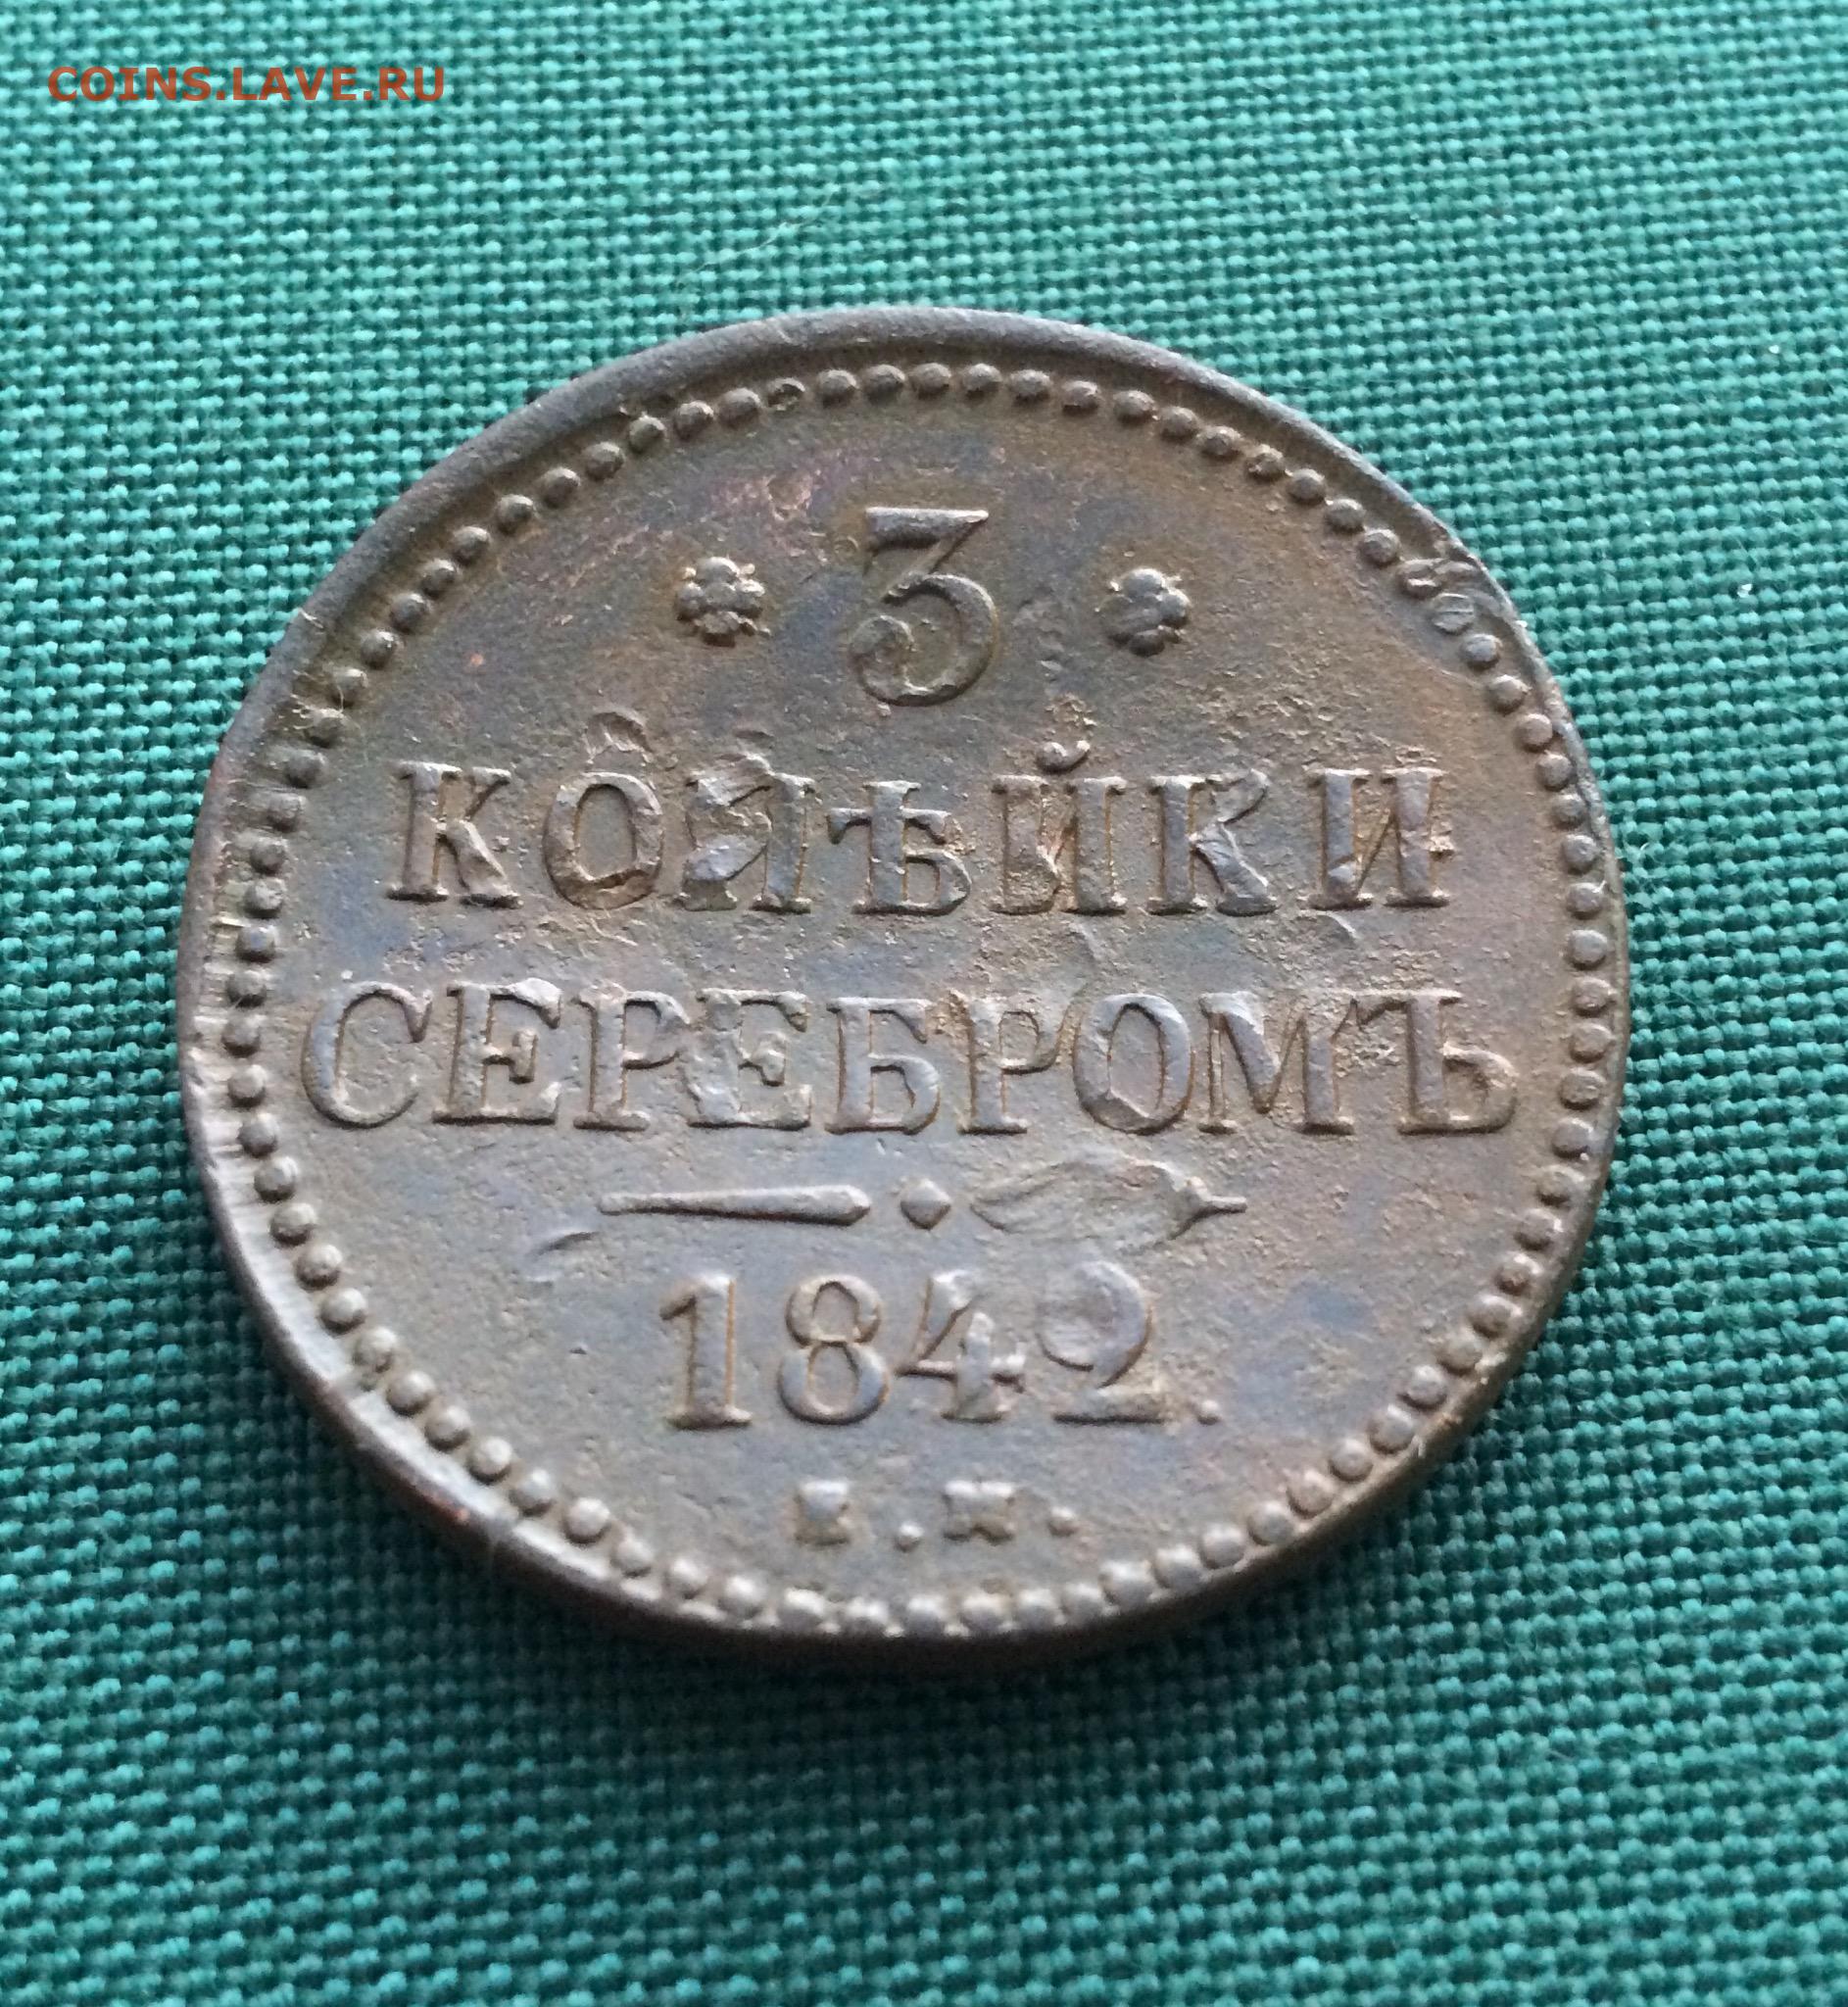 COINS.LAVE.RU
3
КОПѢЙКИ
СЕРЕБРОМЪ
1842.